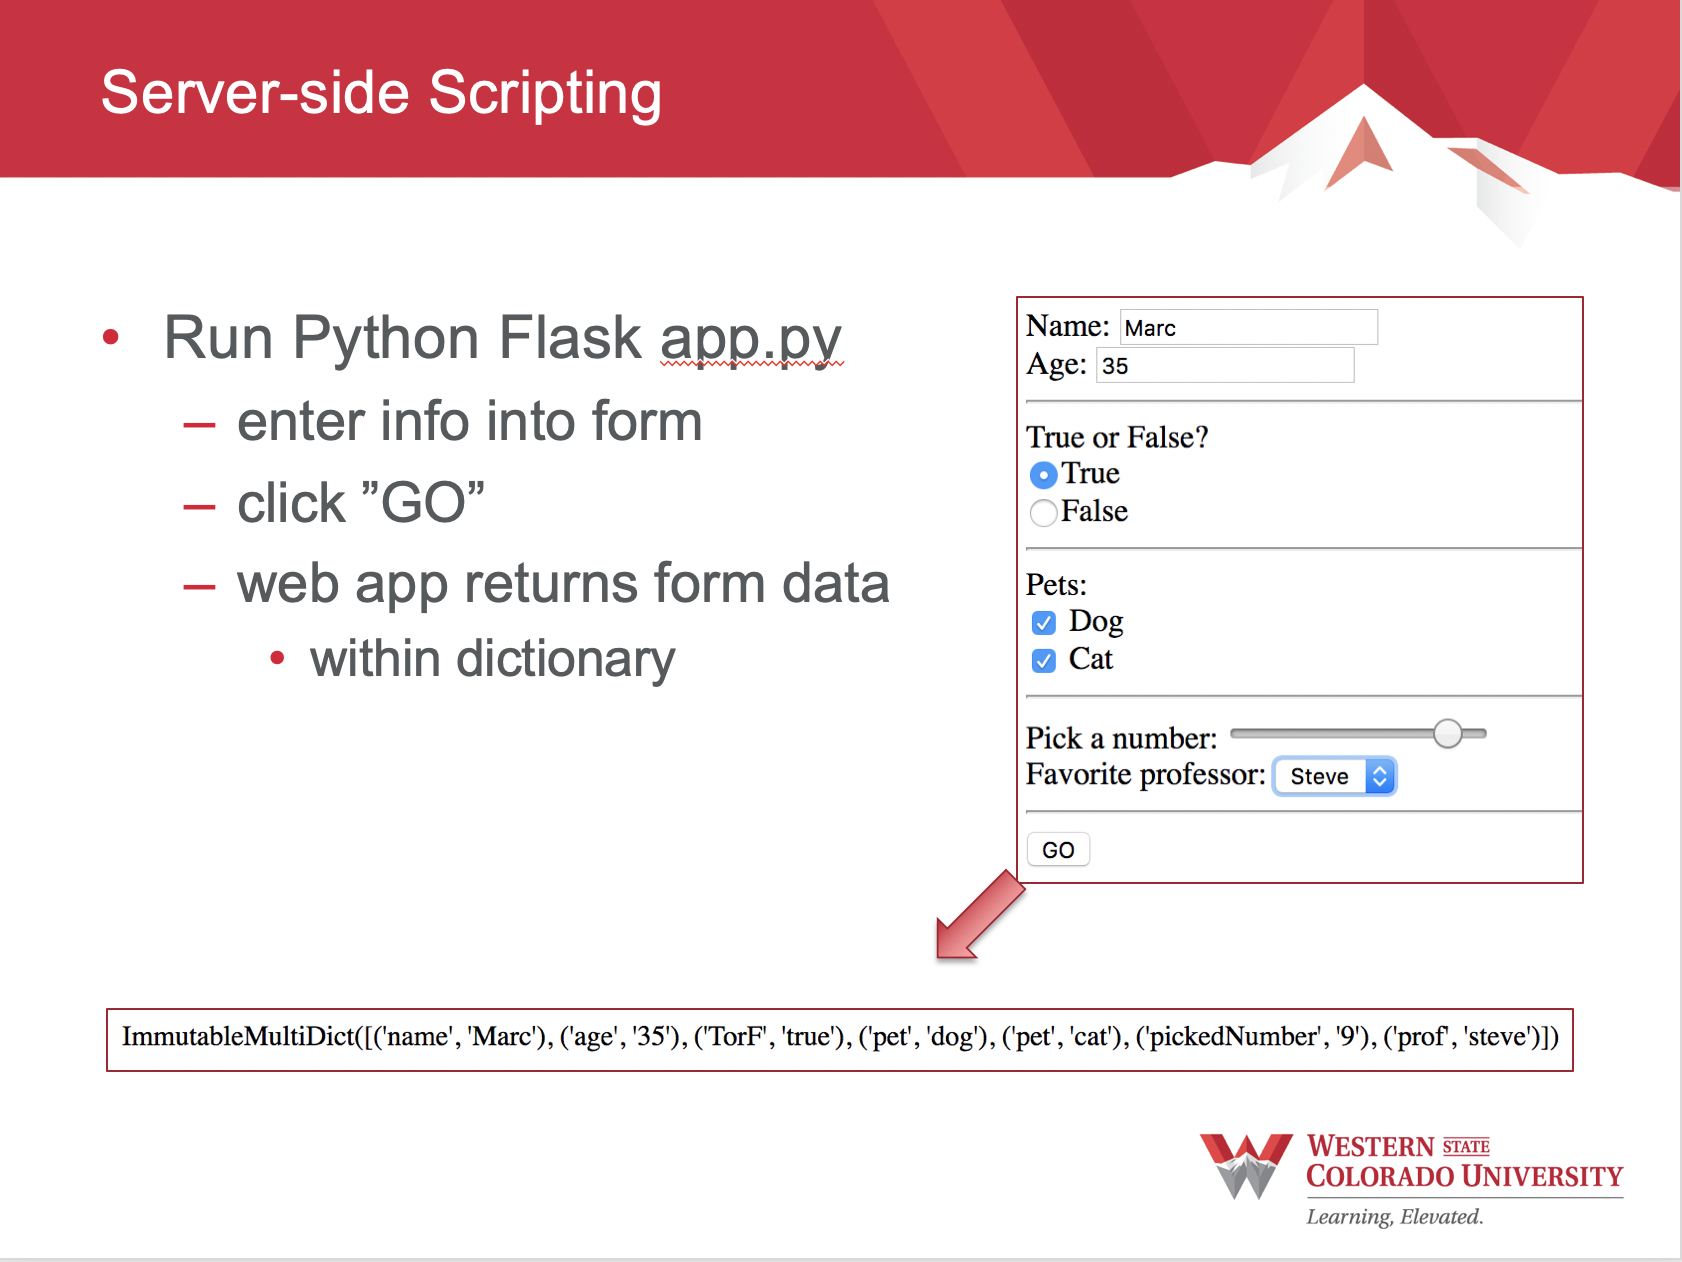 Server-side Scripting
• Run Python Flask app.py
– enter info into form
– click ”GO”
– web app returns form data
• within dictionary
Name: Marc
Age: 35
True or False?
True
False
Pets:
Dog
Cat
Pick a number:
Favorite professor: Steve
GO
ImmutableMultiDict([('name', 'Marc'), ('age', '35'), ('TorF', 'true'), ('pet', 'dog'), ('pet', 'cat'), ('pickedNumber', '9'), ('prof', 'steve')])
WESTERN STATE
COLORADO UNIVERSITY
Learning, Elevated.